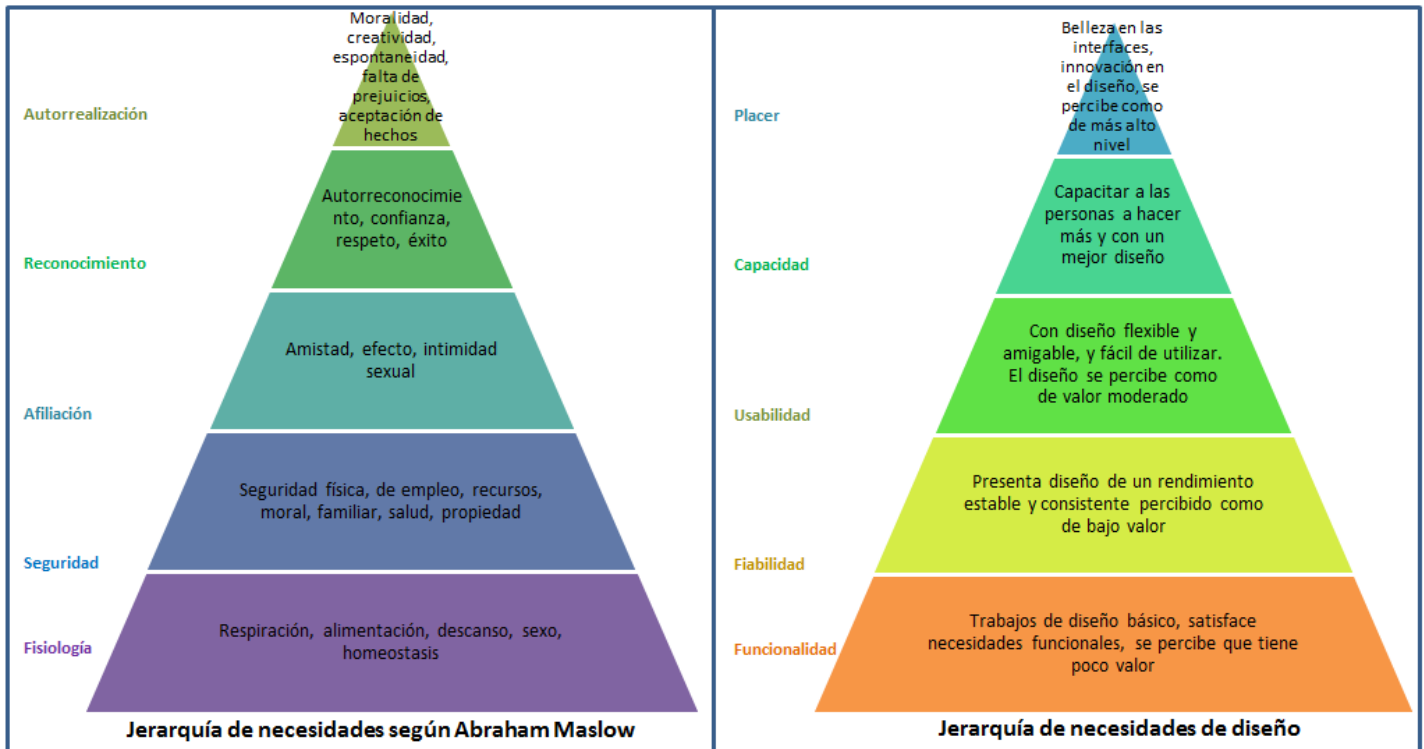 Moralidad,
creatividad,
espontaneidad,
falta de
prejuicios,
aceptación de
hechos
Autorrealización
Autorreconocimie
nto, confianza,
respeto, éxito
Reconocimiento
Amistad, efecto, intimidad
sexual
Afiliación
Seguridad física, de empleo, recursos,
moral, familiar, salud, propiedad
Seguridad
Respiración, alimentación, descanso, sexo,
homeostasis
Fisiología
Jerarquía de necesidades según Abraham Maslow
Belleza en las
interfaces,
innovación en
el diseño, se
percibe como
de más alto
nivel
Placer
Capacitar a las
personas a hacer
más y con un
mejor diseño
Capacidad
Con diseño flexible y
amigable, y fácil de utilizar.
El diseño se percibe como
de valor moderado
Usabilidad
Presenta diseño de un rendimiento
estable y consistente percibido como
de bajo valor
Fiabilidad
Trabajos de diseño básico, satisface
necesidades funcionales, se percibe que tiene
poco valor
Funcionalidad
Jerarquía de necesidades de diseño